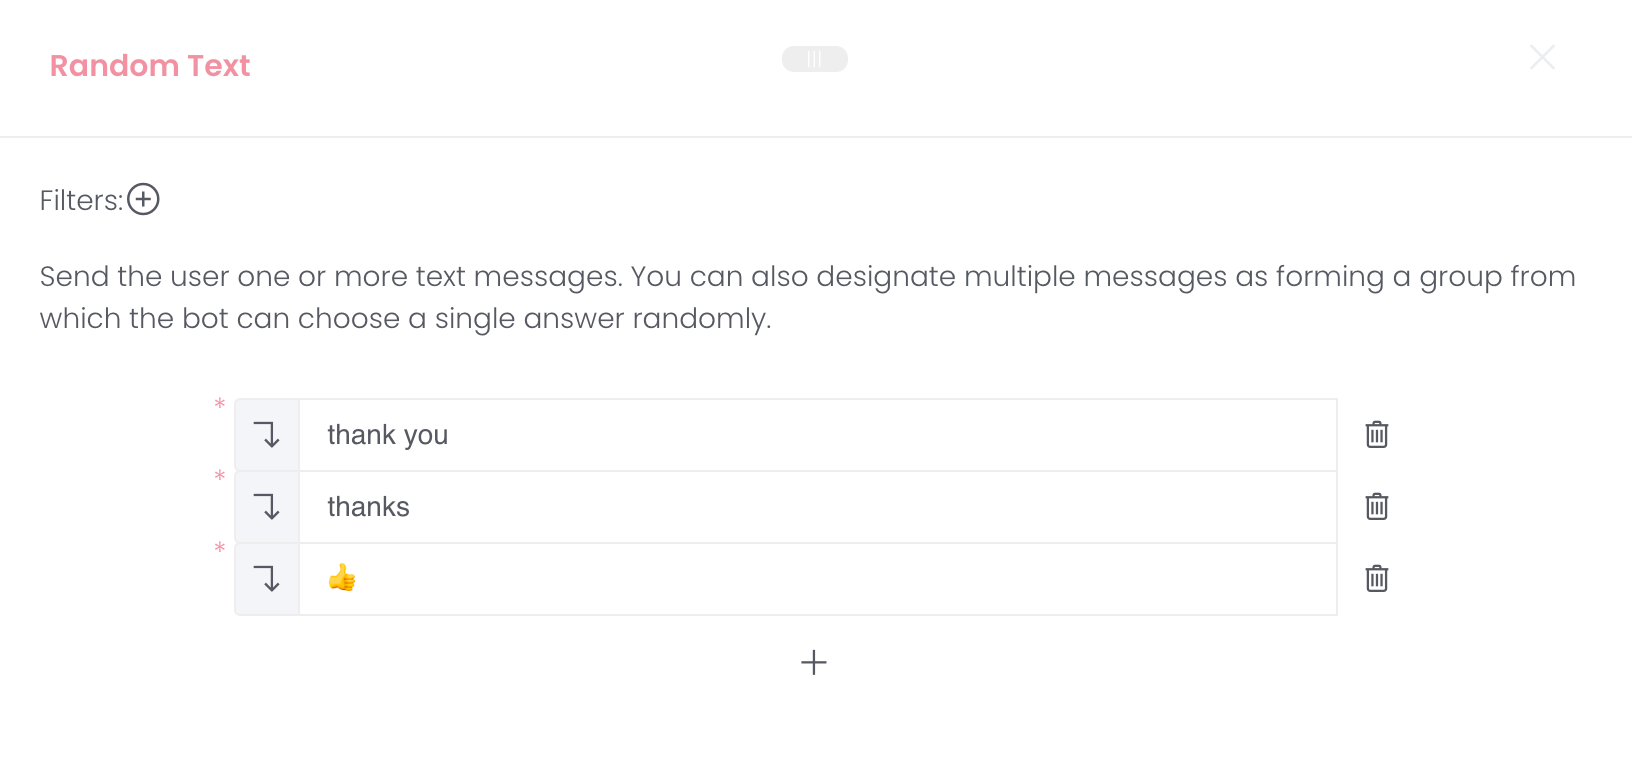 Random Text
Filters:
Send the user one or more text messages. You can also designate multiple messages as forming a group from
which the bot can choose a single answer randomly.
* thank you
* thanks
* 👍